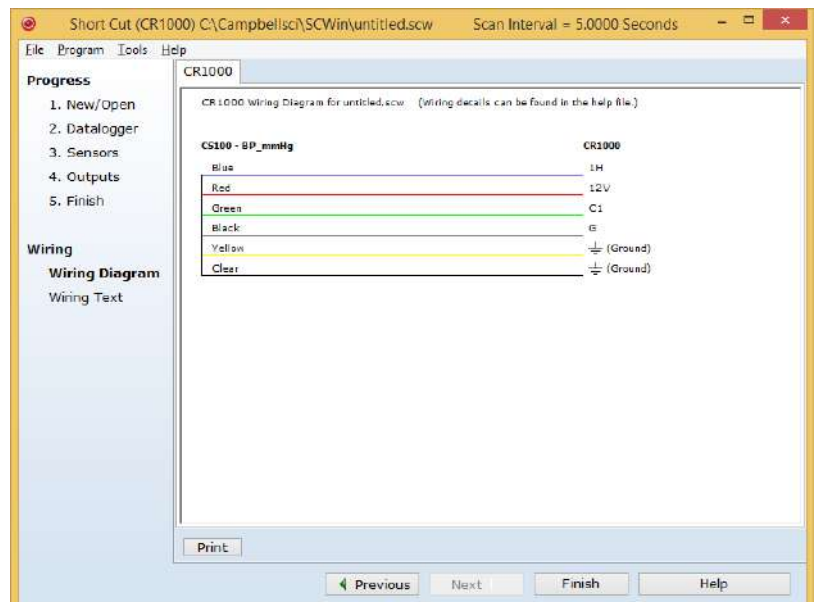 Short Cut (CR1000) C:\Campbellsci\SCWin\untitled.scw Scan Interval = 5.0000 Seconds
File Program Tools Help
Progress
1. New/Open
2. Datalogger
3. Sensors
4. Outputs
5. Finish
Wiring
Wiring Diagram
Wiring Text
CR1000
CR1000 Wiring Diagram for untitled.scw (Wiring details can be found in the help file.)
CS100 - BP_mmHg CR1000
Blue 1H
Red 12V
Green C1
Black G
Yellow (Ground)
Clear (Ground)
Print
Previous Next Finish Help